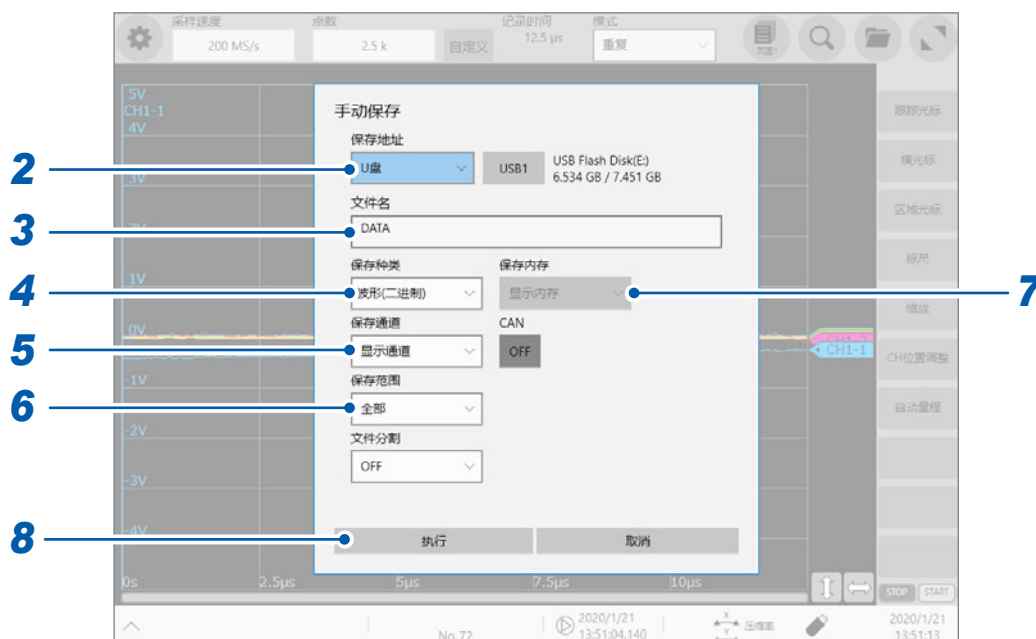 采样速度 点数 记录时间 模式
200 MS/s 2.5 k 自定义 12.5 μs 重复 页面1
5V
CH1-1
4V
手动保存
跟踪光标
保存地址
2 U盘 USB1 USB Flash Disk(E:)
6.534 GB / 7.451 GB
横光标
3V
文件名
区域光标
3 DATA
保存种类 保存内存
标尺
1V
4 波形(二进制) 显示内存 7
缩放
保存通道 CAN
0V
5 显示通道 OFF
CH1-1
CH位置调整
-1V
保存范围
6 全部
自动量程
-2V
文件分割
OFF
-3V
-4V
8 执行 取消
0s 2.5μs 5μs 7.5μs 10μs
STOP START
No.72 2020/1/21
13:51:04.140 X
Y 压缩率 2020/1/21
13:51:13